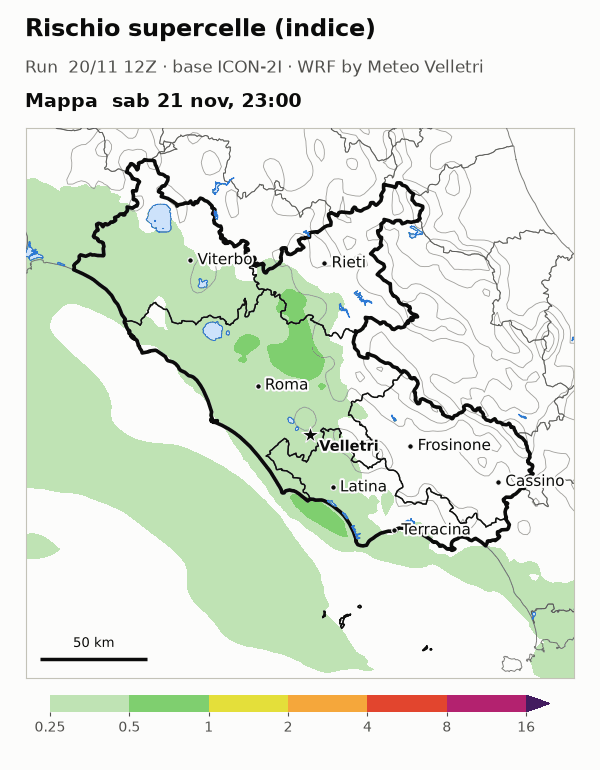 Rischio supercelle (indice)
Run  20/11 12Z · base ICON-2I · WRF by Meteo Velletri
Mappa  sab 21 nov, 23:00
Viterbo
Rieti
Roma
Velletri
Frosinone
Latina
Cassino
Terracina
50 km
0.25 0.5 1 2 4 8 16